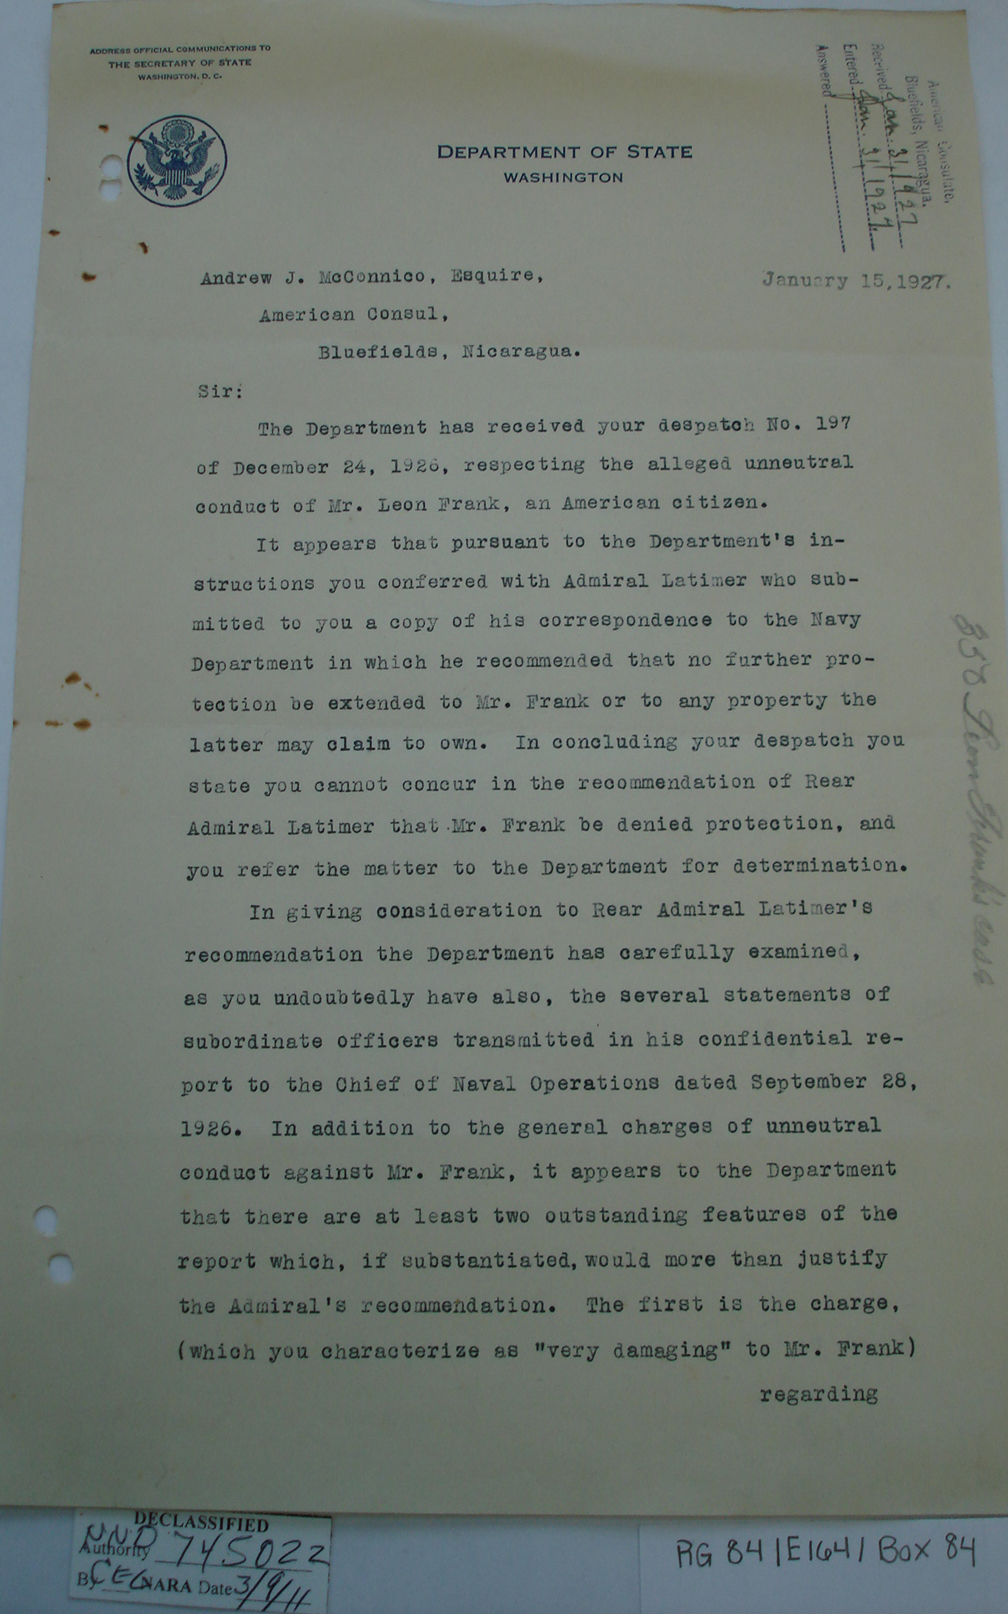 ADDRESS OFFICIAL COMMUNICATIONS TO
THE SECRETARY OF STATE
WASHINGTON, D. C.
DEPARTMENT OF STATE
WASHINGTON
American Consulate,
Bluefields, Nicaragua.
Received Jan. 31/1927
Entered Jan. 31/1927
Answered
Andrew J. McConnico, Esquire,
January 15, 1927.
American Consul,
Bluefields, Nicaragua.
Sir:
The Department has received your despatch No. 197
of December 24, 1926, respecting the alleged unneutral
conduct of Mr. Leon Frank, an American citizen.
It appears that pursuant to the Department's in-
structions you conferred with Admiral Latimer who sub-
mitted to you a copy of his correspondence to the Navy
Department in which he recommended that no further pro-
tection be extended to Mr. Frank or to any property the
latter may claim to own. In concluding your despatch you
state you cannot concur in the recommendation of Rear
Admiral Latimer that Mr. Frank be denied protection, and
you refer the matter to the Department for determination.
In giving consideration to Rear Admiral Latimer's
recommendation the Department has carefully examined,
as you undoubtedly have also, the several statements of
subordinate officers transmitted in his confidential re-
port to the Chief of Naval Operations dated September 28,
1926. In addition to the general charges of unneutral
conduct against Mr. Frank, it appears to the Department
that there are at least two outstanding features of the
report which, if substantiated, would more than justify
the Admiral's recommendation. The first is the charge,
(which you characterize as "very damaging" to Mr. Frank)
regarding
350 Leon Frank's case
DECLASSIFIED
Authority NND 745022
By CEG NARA Date 3/9/11
RG 84 | E164 | Box 84